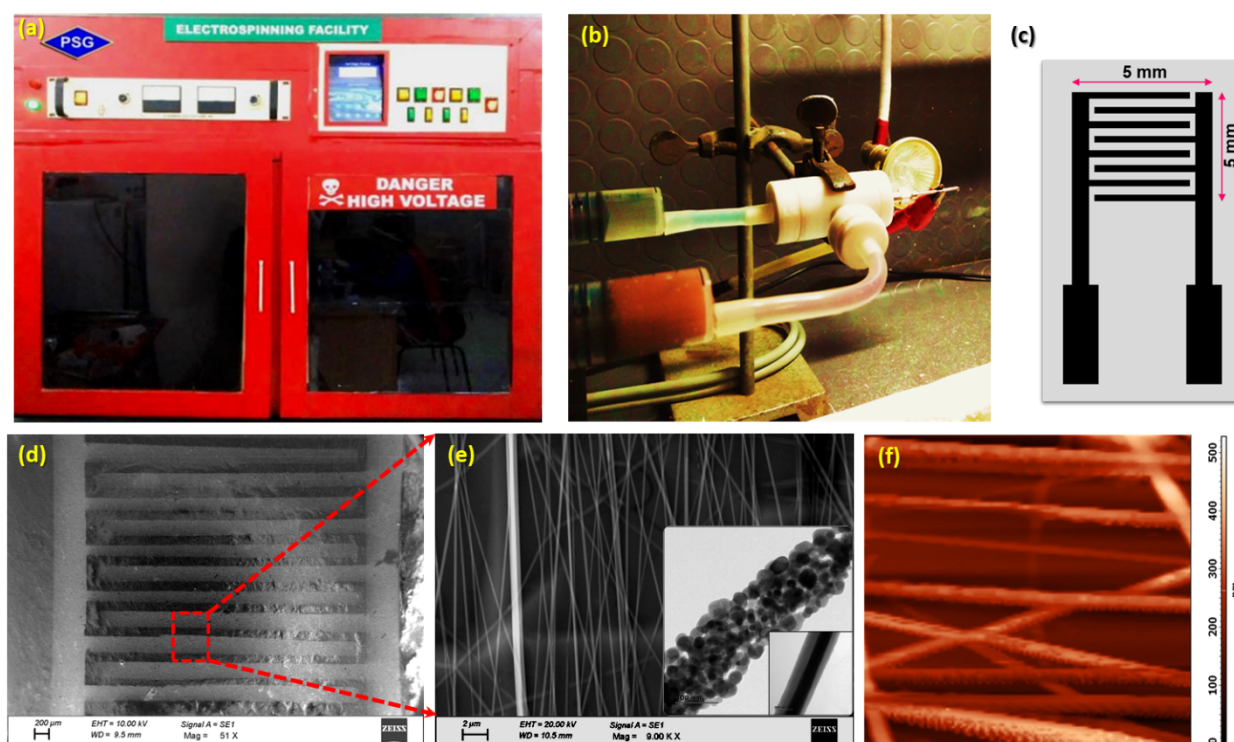 (a)
PSG
ELECTROSPINNING FACILITY
DANGER
HIGH VOLTAGE
(b)
(c)
5 mm
5 mm
(d)
200 µm
EHT = 10.00 kV
Signal A = SE1
WD = 9.5 mm
Mag = 51 X
ZEISS
(e)
2 µm
EHT = 20.00 kV
Signal A = SE1
WD = 10.5 mm
Mag = 9.00 K X
ZEISS
(f)
500
400
300
200
100
0